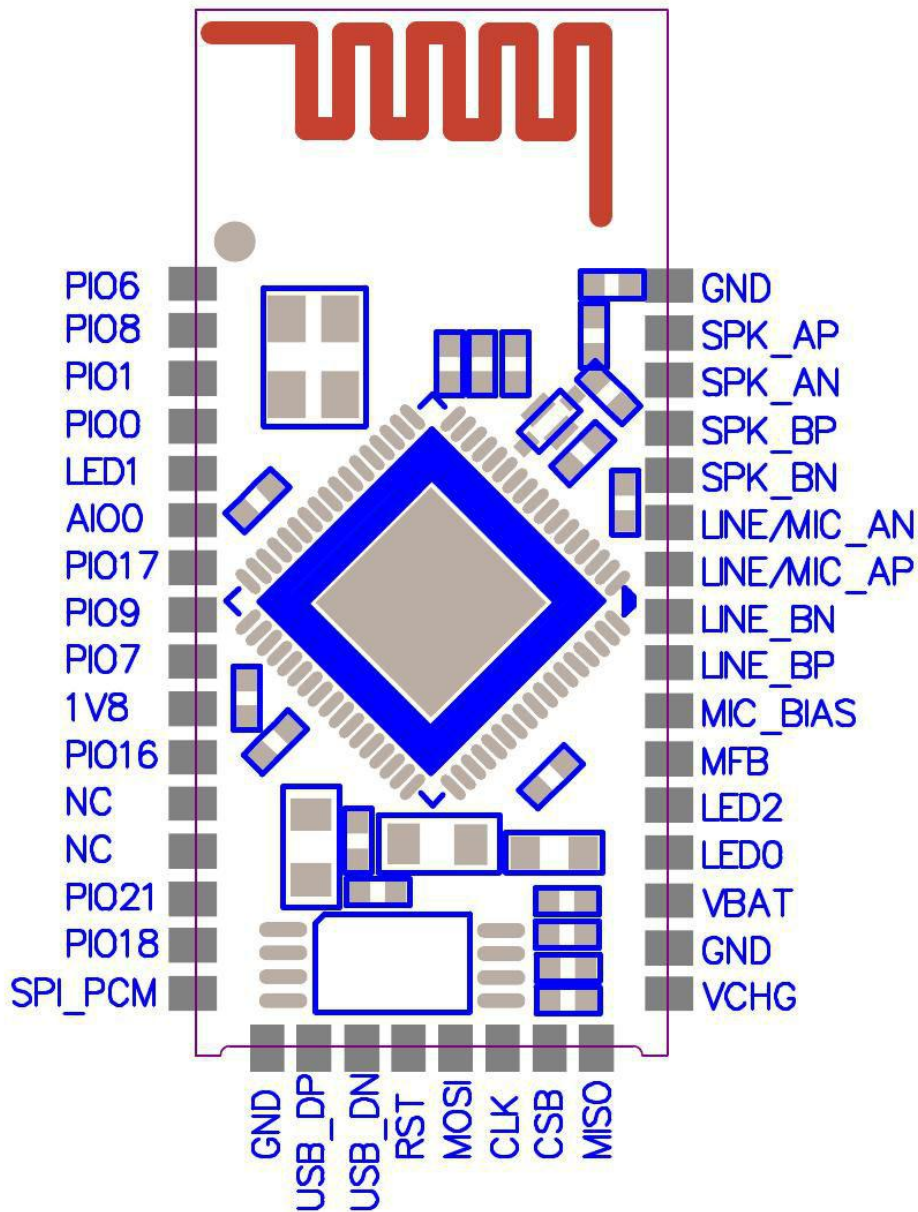 PIO6
PIO8
PIO1
PIO0
LED1
AIO0
PIO17
PIO9
PIO7
1V8
PIO16
NC
NC
PIO21
PIO18
SPI_PCM
GND
SPK_AP
SPK_AN
SPK_BP
SPK_BN
LINE/MIC_AN
LINE/MIC_AP
LINE_BN
LINE_BP
MIC_BIAS
MFB
LED2
LED0
VBAT
GND
VCHG
GND
USB_DP
USB_DN
RST
MOSI
CLK
CSB
MISO